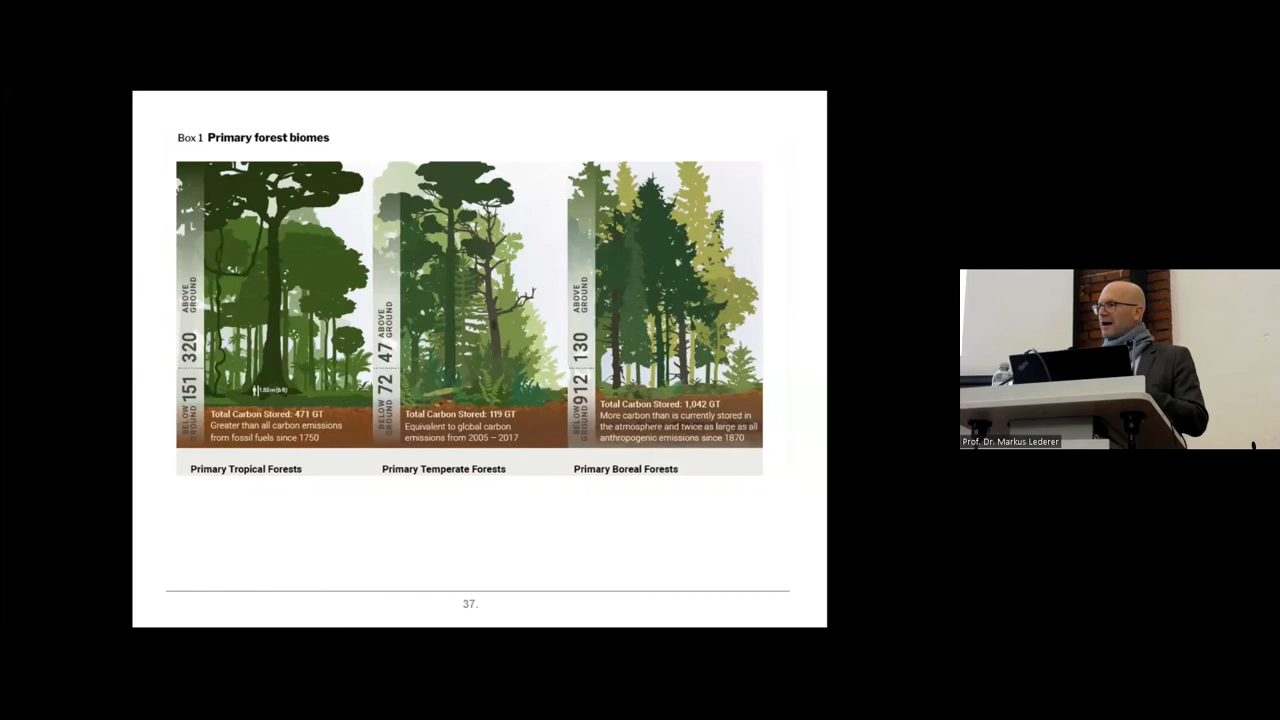 Box 1 Primary forest biomes
ABOVE GROUND
320
151
BELOW GROUND
1.83 m (6 ft)
Total Carbon Stored: 471 GT
Greater than all carbon emissions
from fossil fuels since 1750
Primary Tropical Forests
ABOVE GROUND
47
72
BELOW GROUND
Total Carbon Stored: 119 GT
Equivalent to global carbon
emissions from 2005 – 2017
Primary Temperate Forests
ABOVE GROUND
130
912
BELOW GROUND
Total Carbon Stored: 1,042 GT
More carbon than is currently stored in
the atmosphere and twice as large as all
anthropogenic emissions since 1870
Primary Boreal Forests
37.
Prof. Dr. Markus Lederer